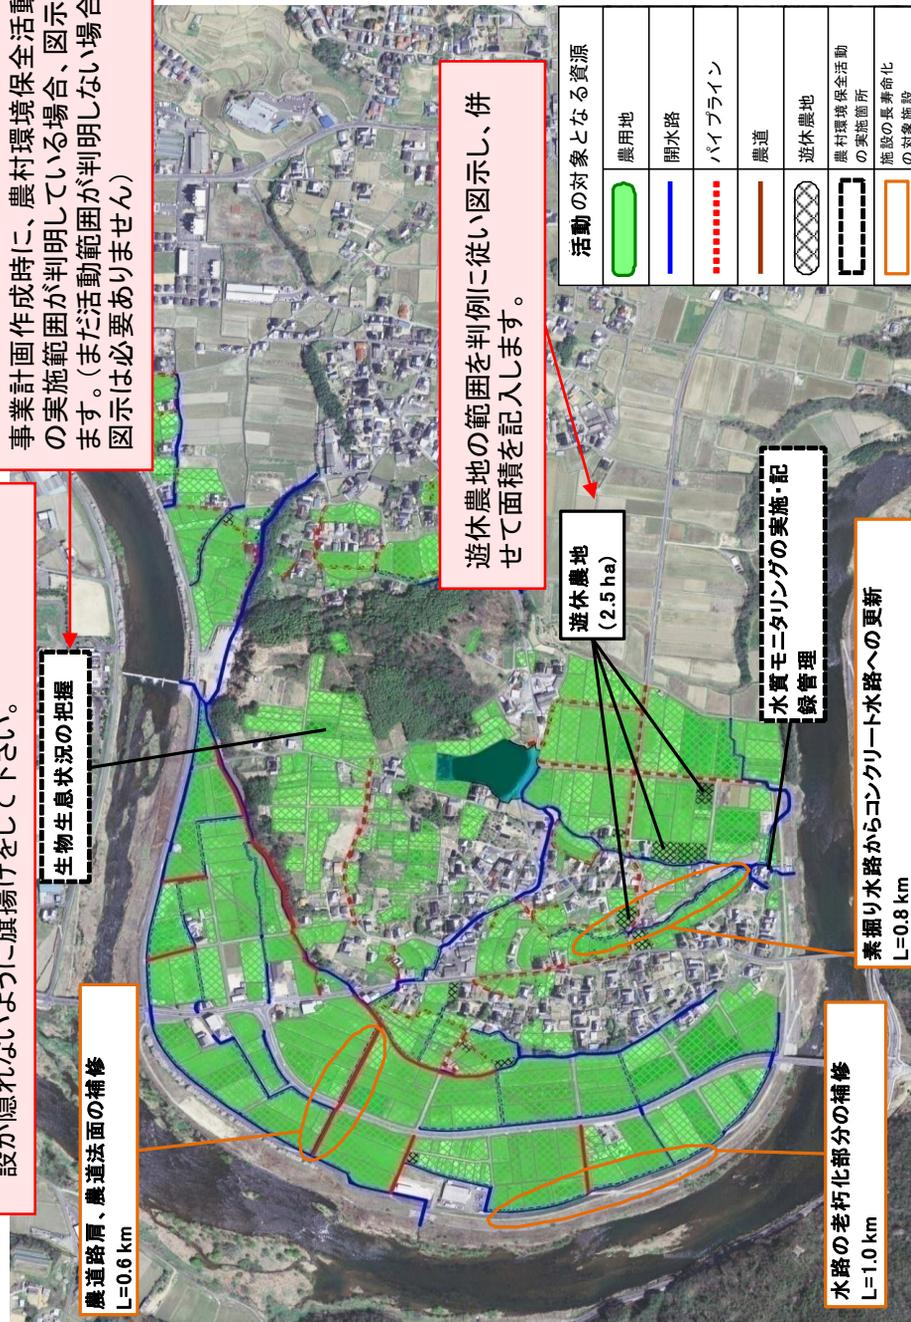 設が隠れないように旗揚げをして下さい。
事業計画作成時に、農村環境保全活動
の実施範囲が判明している場合、図示
ます。(まだ活動範囲が判明しない場合
図示は必要ありません)
生物生息状況の把握
農道路肩、農道法面の補修
L=0.6 km
遊休農地の範囲を判例に従い図示し、併
せて面積を記入します。
遊休農地
(2.5 ha)
水質モニタリングの実施・記
録管理
水路の老朽化部分の補修
L=1.0 km
素掘り水路からコンクリート水路への更新
L=0.8 km
活動の対象となる資源
農用地
開水路
パイプライン
農道
遊休農地
農村環境保全活動
の実施箇所
施設の長寿命化
の対象施設